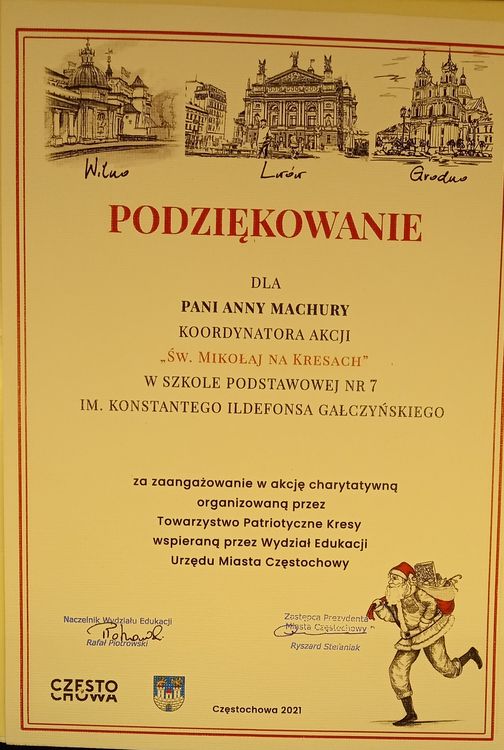 Wilno Lwów Grodno
PODZIĘKOWANIE
DLA
PANI ANNY MACHURY
KOORDYNATORA AKCJI
„ŚW. MIKOŁAJ NA KRESACH”
W SZKOLE PODSTAWOWEJ NR 7
IM. KONSTANTEGO ILDEFONSA GAŁCZYŃSKIEGO
za zaangażowanie w akcję charytatywną
organizowaną przez
Towarzystwo Patriotyczne Kresy
wspieraną przez Wydział Edukacji
Urzędu Miasta Częstochowy
Naczelnik Wydziału Edukacji
Rafał Piotrowski
Zastępca Prezydenta
Miasta Częstochowy
Ryszard Stefaniak
CZĘSTO
CHOWA
Częstochowa 2021